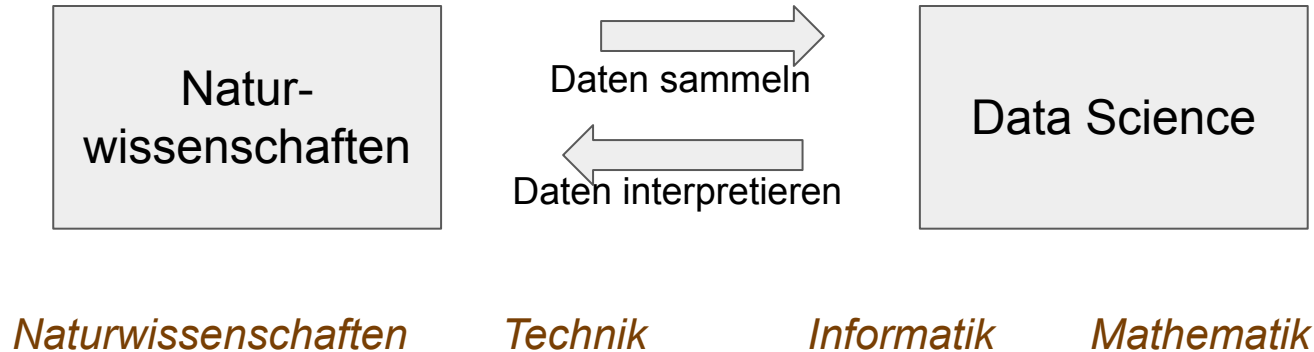 Natur-
wissenschaften
Daten sammeln
Daten interpretieren
Data Science
Naturwissenschaften Technik Informatik Mathematik